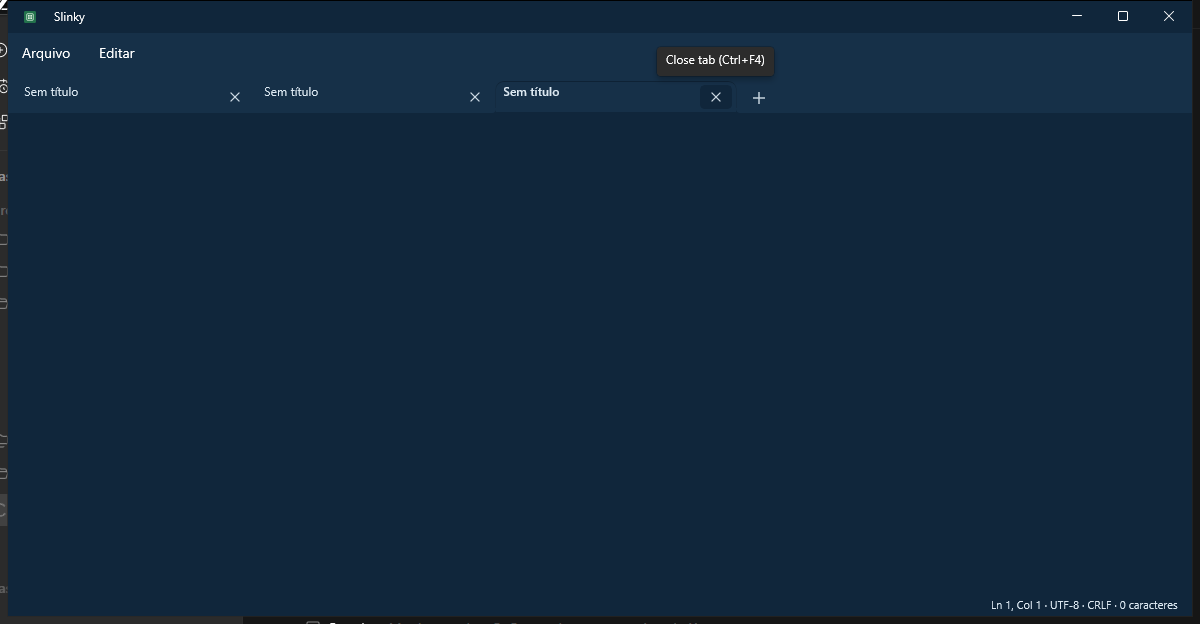 Slinky
Arquivo Editar
Close tab (Ctrl+F4)
Sem título Sem título Sem título
Ln 1, Col 1 · UTF-8 · CRLF · 0 caracteres